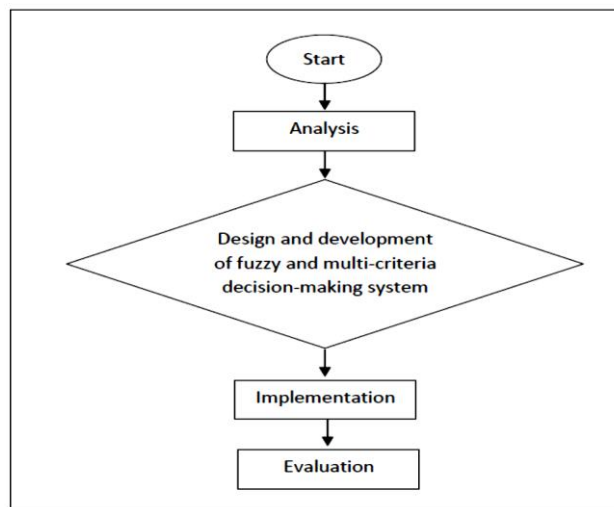 Start
Analysis
Design and development
of fuzzy and multi-criteria
decision-making system
Implementation
Evaluation